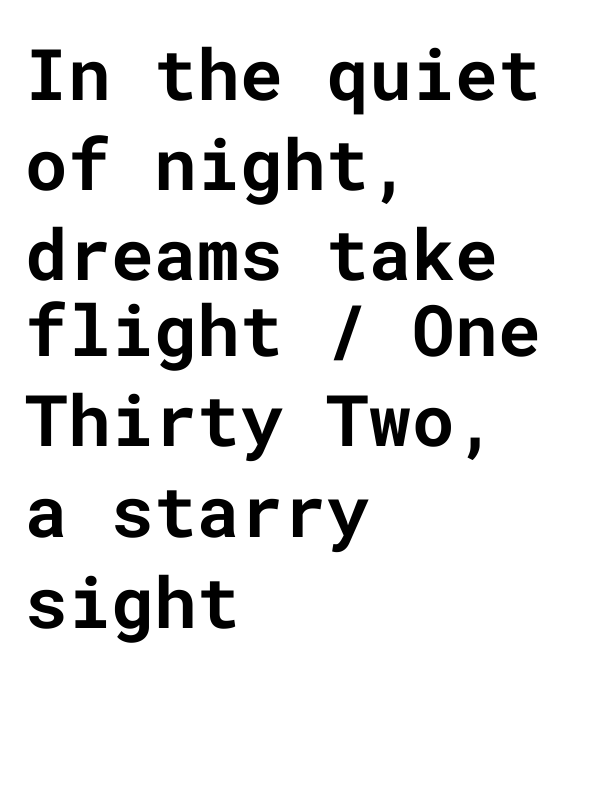 In the quiet
of night,
dreams take
flight / One
Thirty Two,
a starry
sight